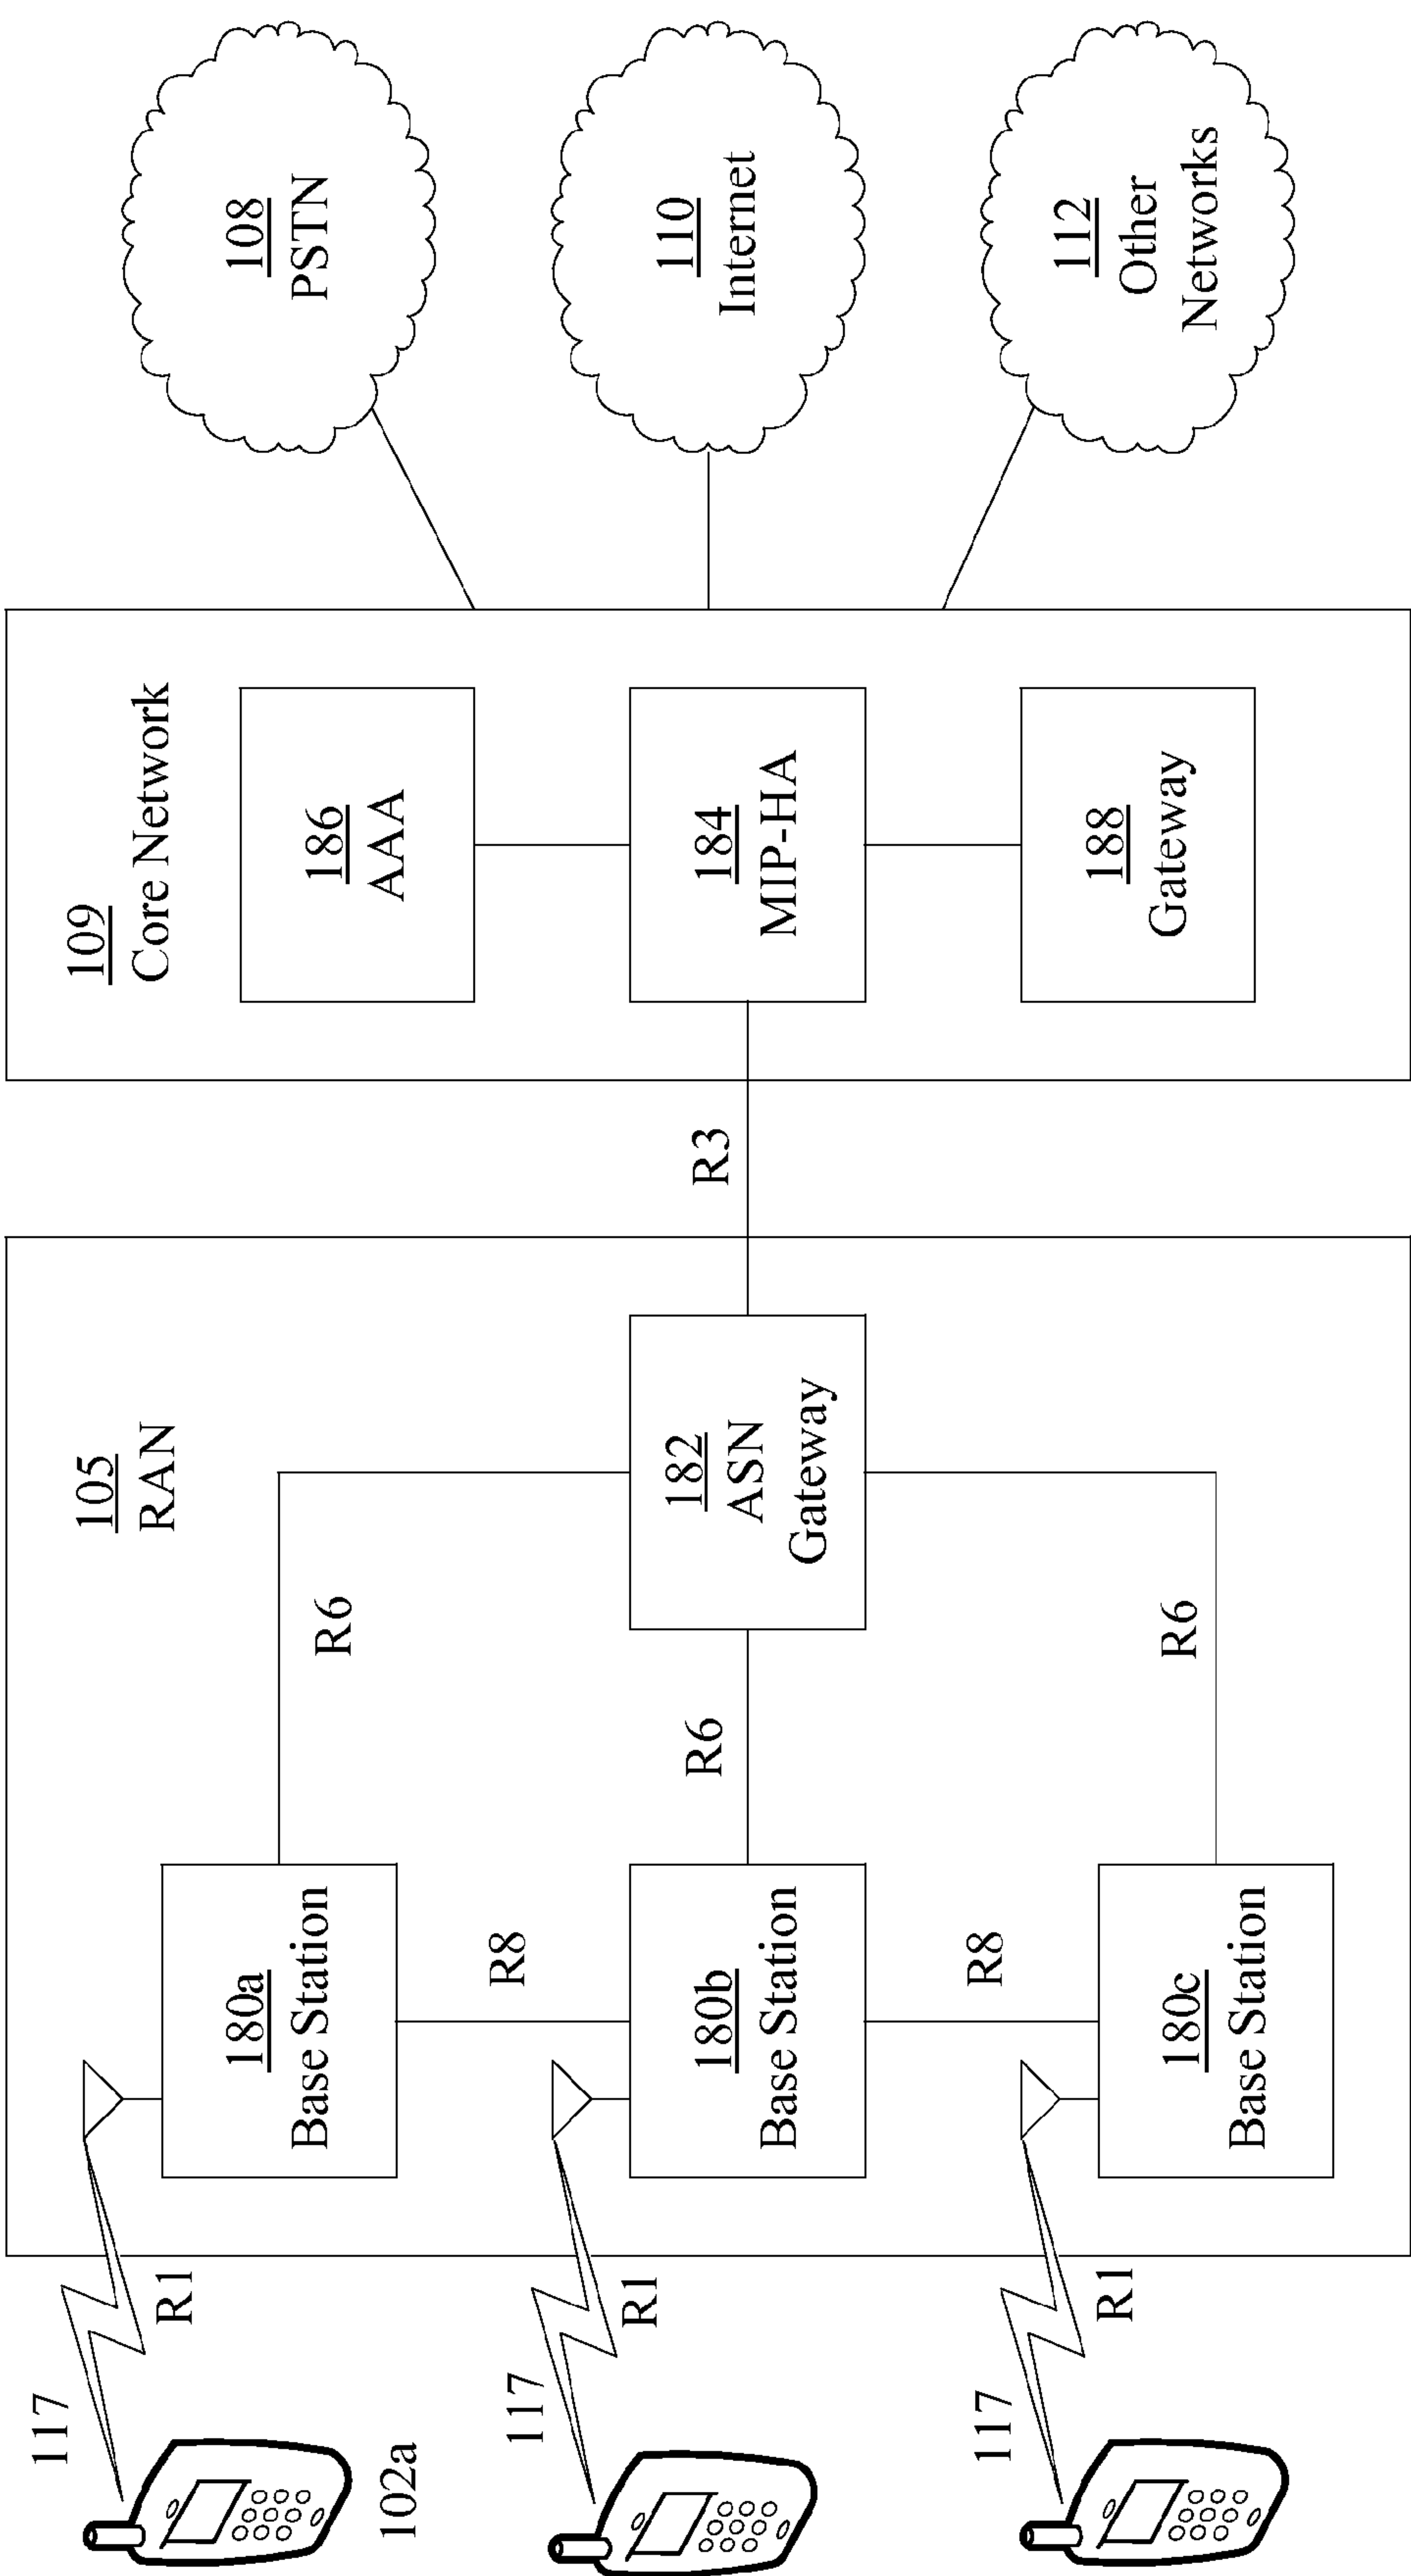 117
R1
102a
117
R1
117
R1
105
RAN
180a
Base Station
R8
180b
Base Station
R8
180c
Base Station
R6
R6
R6
182
ASN
Gateway
R3
109
Core Network
186
AAA
184
MIP-HA
188
Gateway
108
PSTN
110
Internet
112
Other
Networks